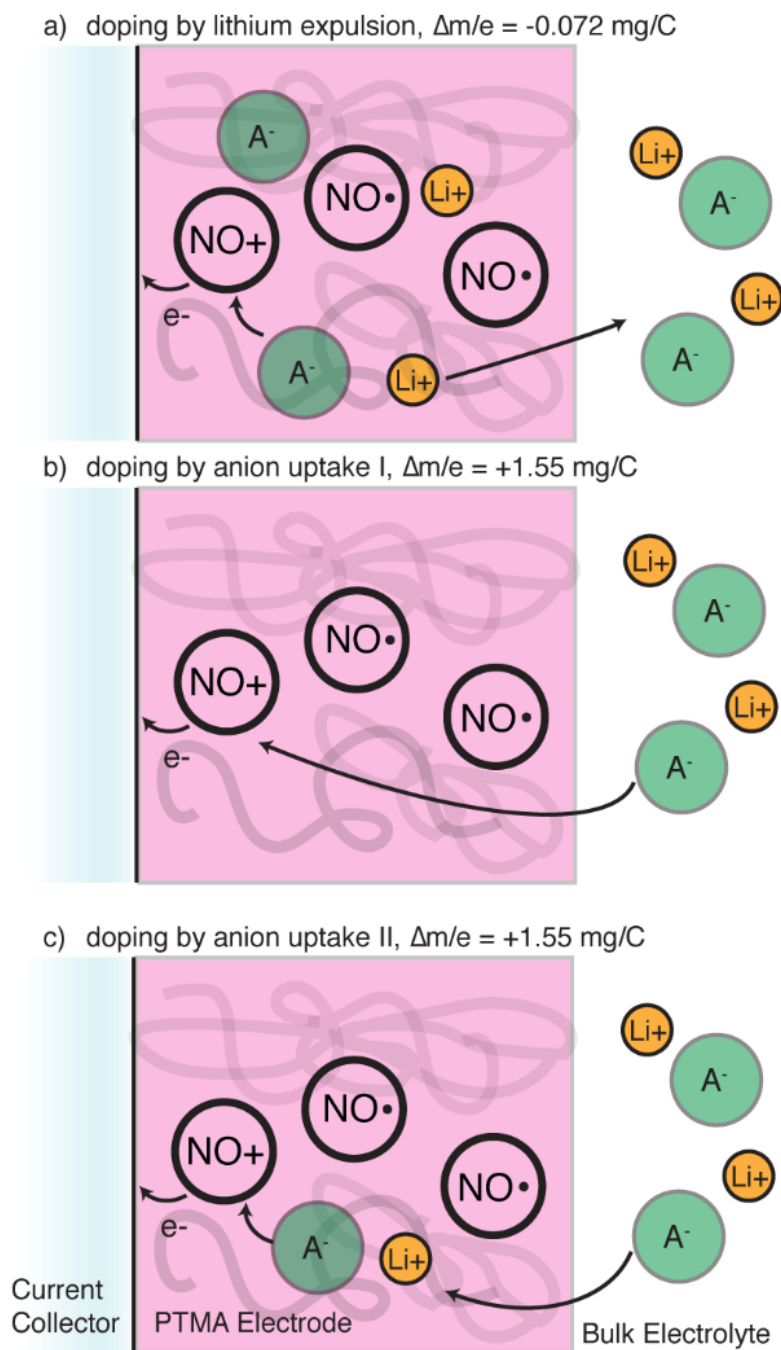 a) doping by lithium expulsion, Δm/e = -0.072 mg/C
A-
NO•
Li+
NO+
NO•
e-
A-
Li+
Li+
A-
Li+
A-
b) doping by anion uptake I, Δm/e = +1.55 mg/C
NO•
NO+
NO•
e-
Li+
A-
Li+
A-
c) doping by anion uptake II, Δm/e = +1.55 mg/C
NO•
NO+
NO•
e-
A-
Li+
Li+
A-
Li+
A-
Current
Collector
PTMA Electrode
Bulk Electrolyte